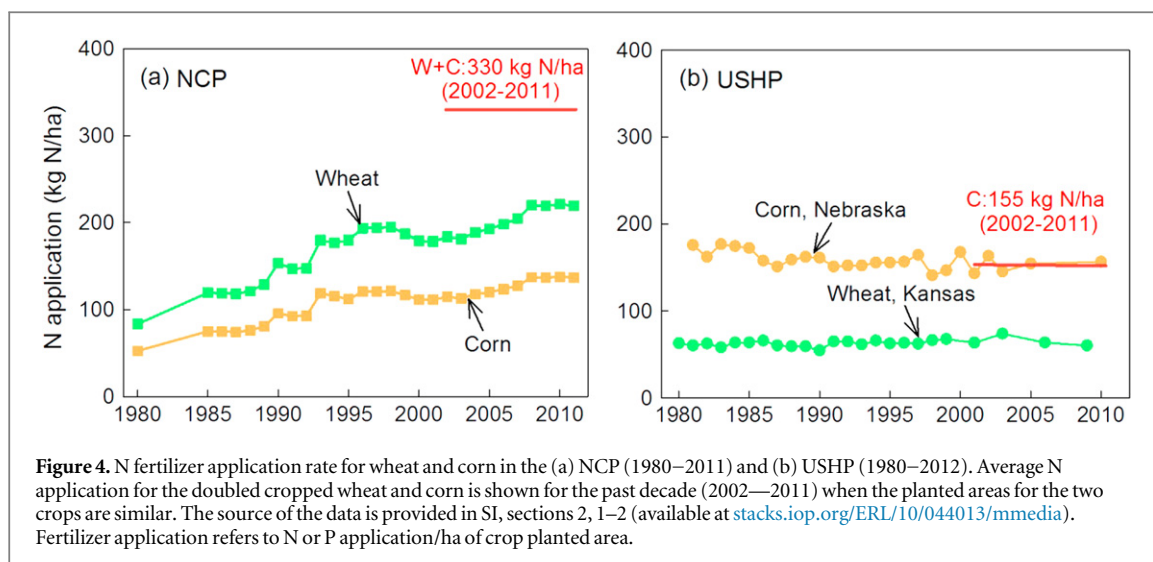 400
300
200
100
0
N application (kg N/ha)
(a) NCP
W+C:330 kg N/ha
(2002-2011)
Wheat
Corn
1980 1985 1990 1995 2000 2005 2010
400
300
200
100
0
(b) USHP
C:155 kg N/ha
(2002-2011)
Corn, Nebraska
Wheat, Kansas
1980 1985 1990 1995 2000 2005 2010
Figure 4. N fertilizer application rate for wheat and corn in the (a) NCP (1980–2011) and (b) USHP (1980–2012). Average N
application for the doubled cropped wheat and corn is shown for the past decade (2002—2011) when the planted areas for the two
crops are similar. The source of the data is provided in SI, sections 2, 1–2 (available at stacks.iop.org/ERL/10/044013/mmedia).
Fertilizer application refers to N or P application/ha of crop planted area.